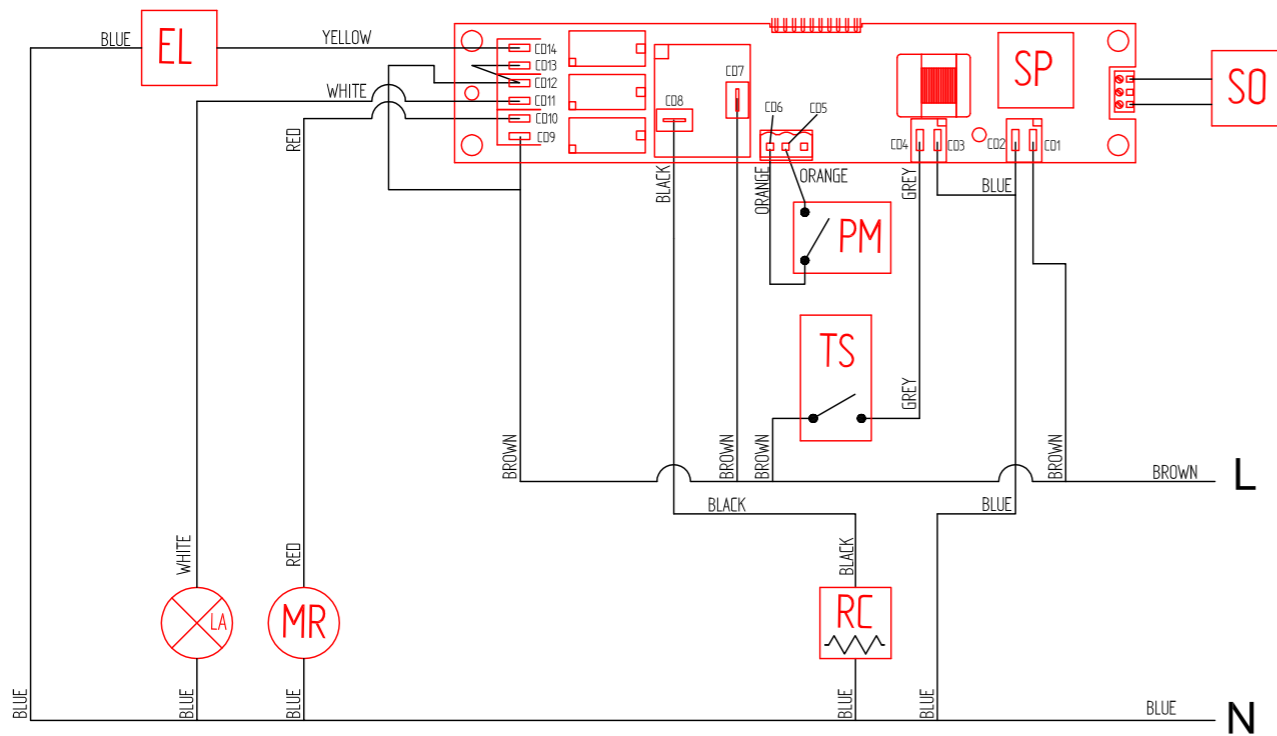 BLUE
EL
YELLOW
CD14
CD13
CD12
CD11
CD10
CD9
WHITE
RED
CD8
CD7
CD6
CD5
CD4
CD3
CD2
CD1
SP
SO
BLACK
ORANGE
ORANGE
GREY
BLUE
PM
TS
GREY
BROWN
BROWN
BROWN
BROWN
BROWN
L
BLACK
BLUE
WHITE
RED
BLACK
LA
MR
RC
BLUE
BLUE
BLUE
BLUE
BLUE
BLUE
N